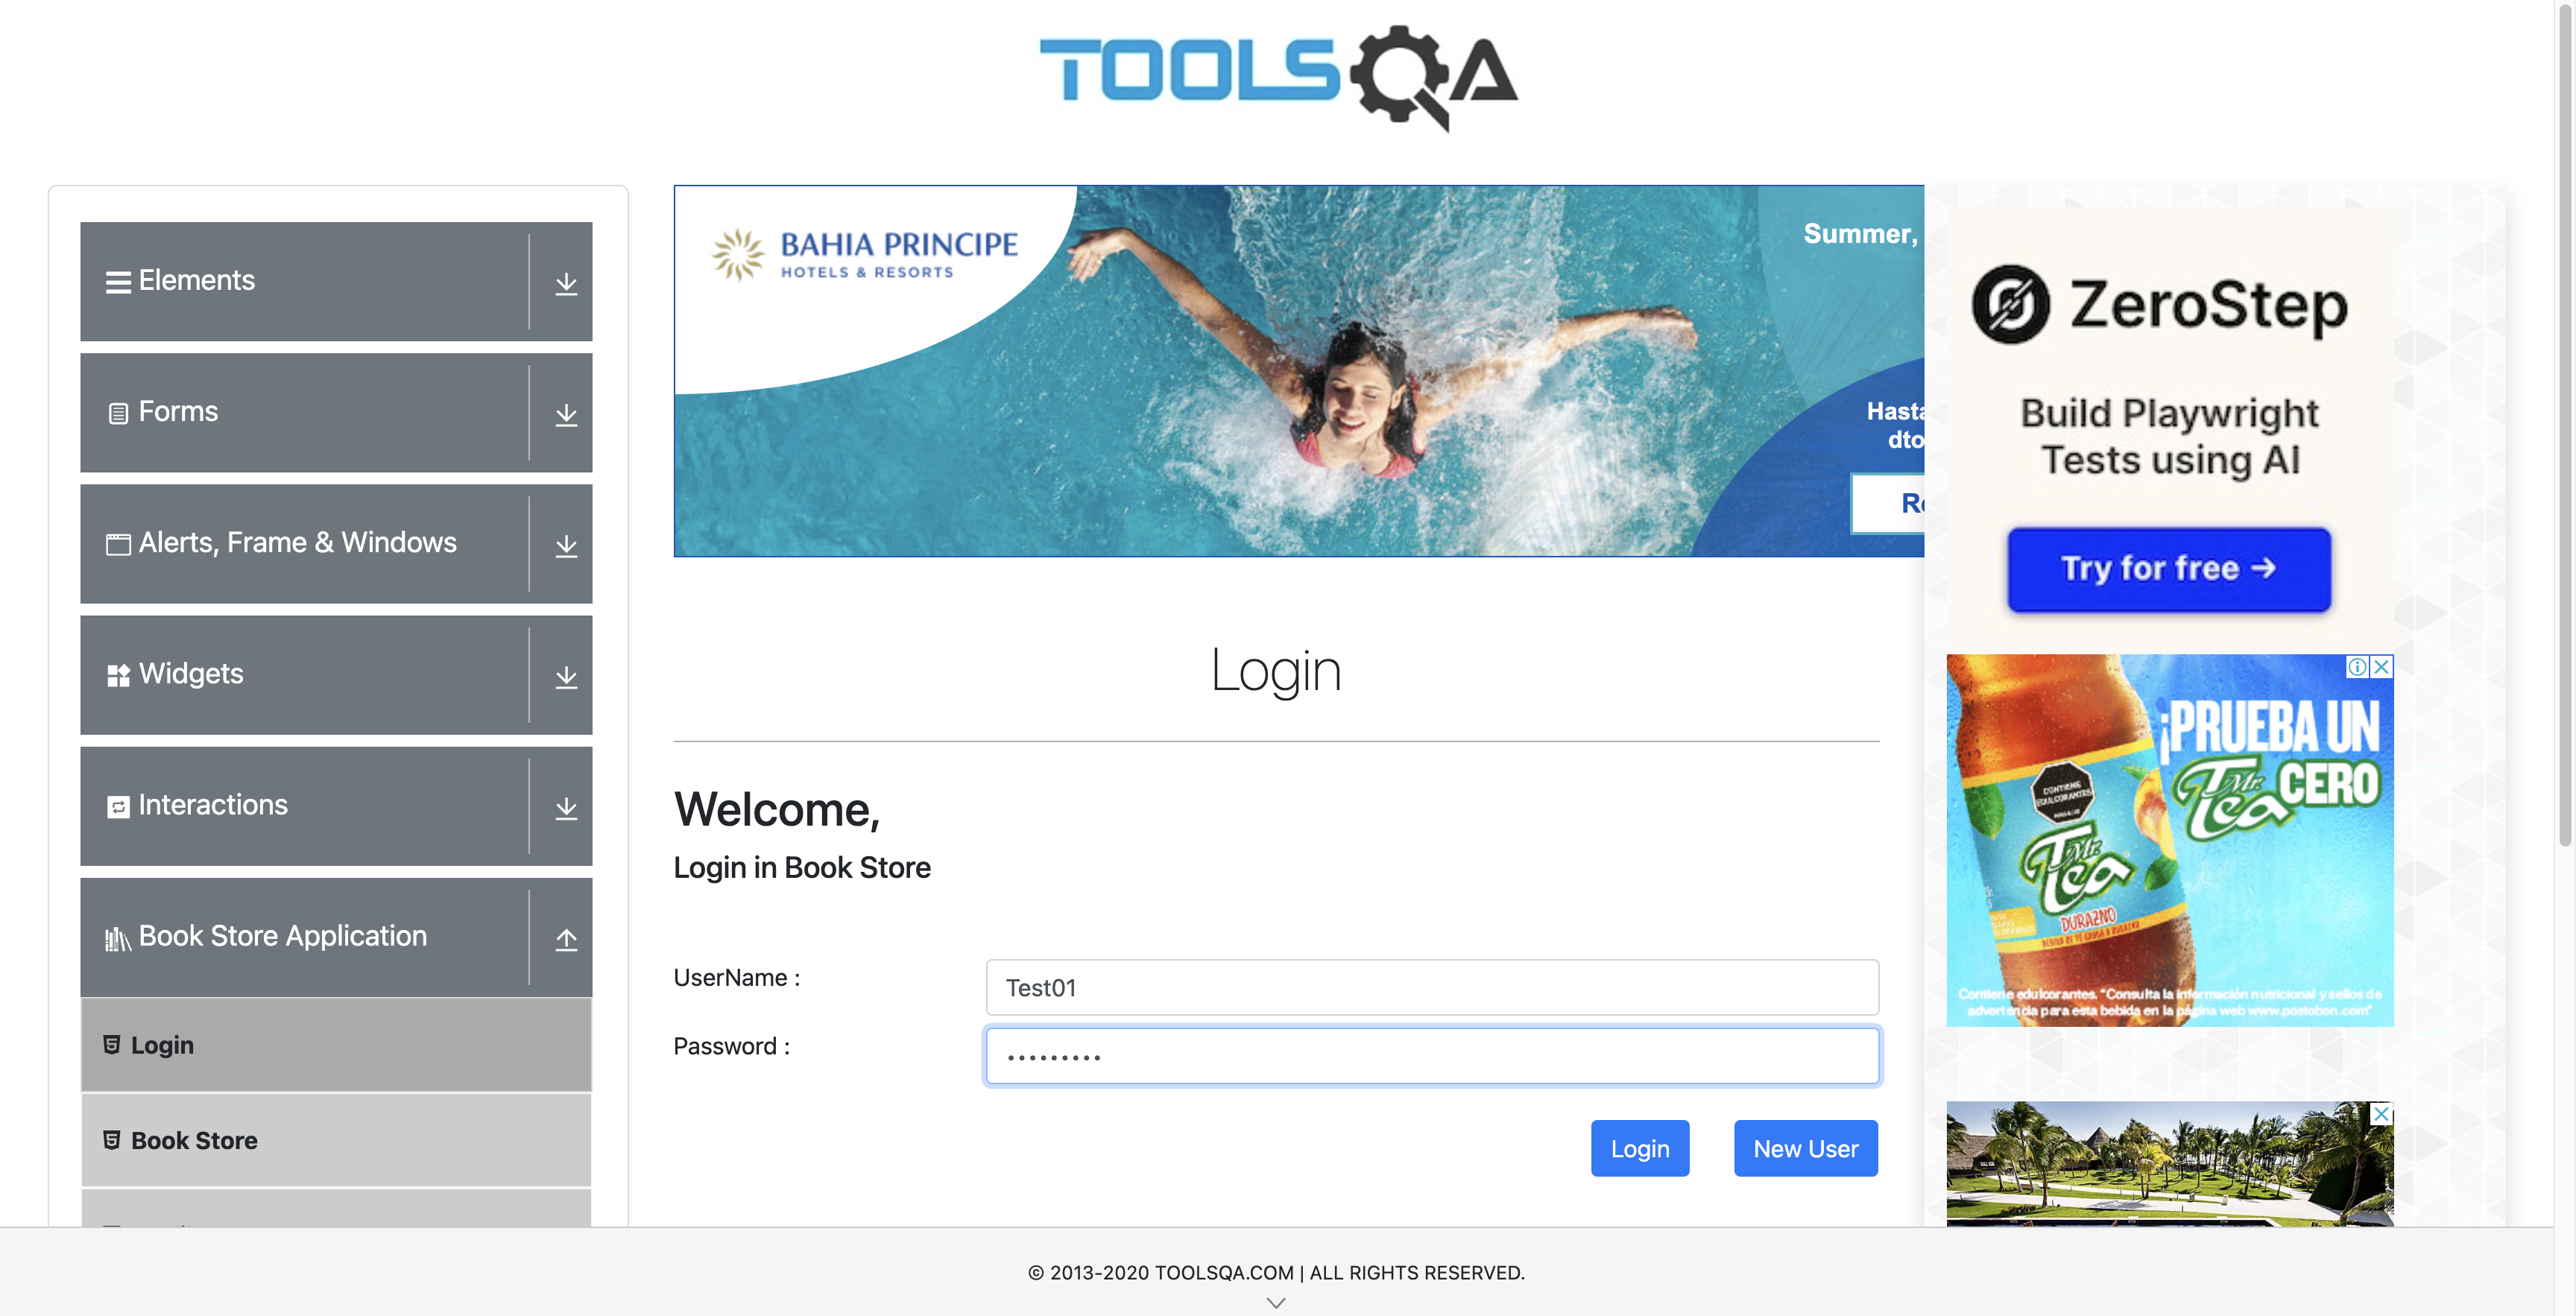 TOOLSQA
Elements
Forms
Alerts, Frame & Windows
Widgets
Interactions
Book Store Application
Login
Book Store
BAHIA PRINCIPE
HOTELS & RESORTS
Summer,
Hasta
dto
Re
Login
Welcome,
Login in Book Store
UserName :
Test01
Password :
•••••••••
Login
New User
ZeroStep
Build Playwright
Tests using AI
Try for free →
¡PRUEBA UN
Mr. Tea CERO
CONTIENE
EDULCORANTES
Mr. Tea
DURAZNO
Contiene edulcorantes. "Consulta la información nutricional y sellos de
advertencia para esta bebida en la página web www.postobon.com"
© 2013-2020 TOOLSQA.COM | ALL RIGHTS RESERVED.